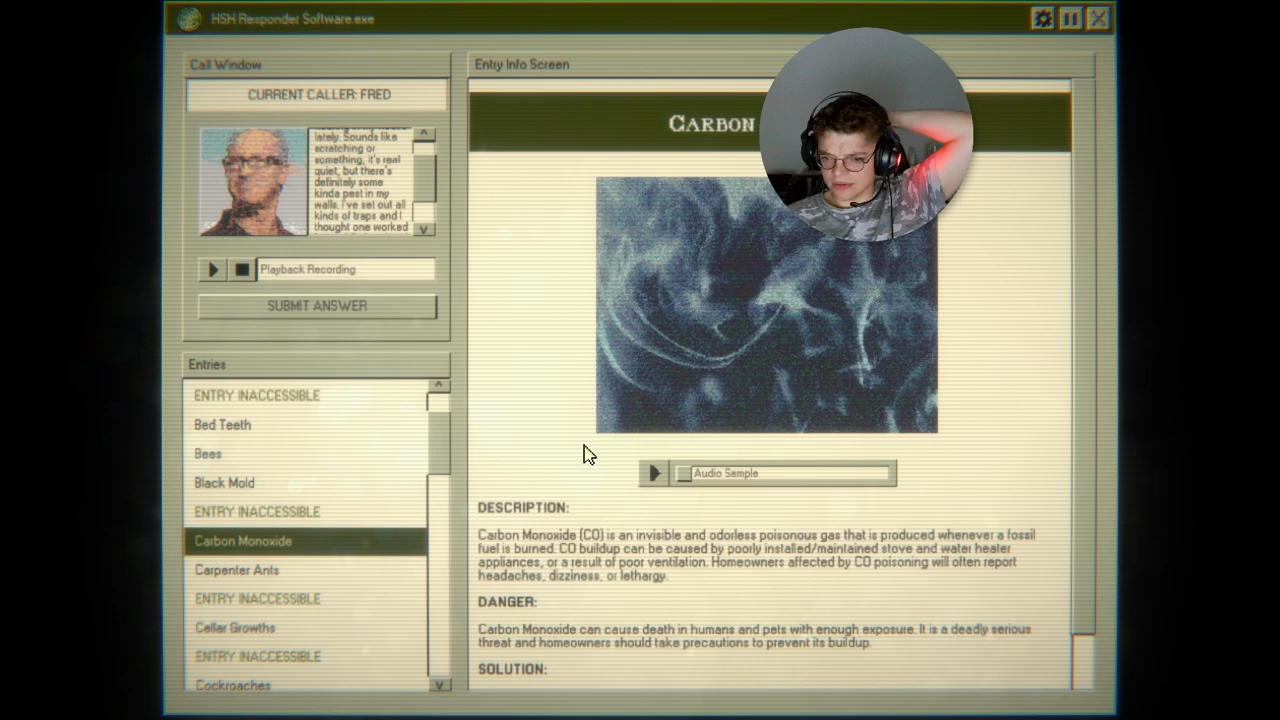 HSH Responder Software.exe
Call Window
CURRENT CALLER: FRED
lately. Sounds like
scratching or
something, it's real
quiet, but there's
definitely some
kinda pest in my
walls. I've set out all
kinds of traps and I
thought one worked
Playback Recording
SUBMIT ANSWER
Entries
ENTRY INACCESSIBLE
Bed Teeth
Bees
Black Mold
ENTRY INACCESSIBLE
Carbon Monoxide
Carpenter Ants
ENTRY INACCESSIBLE
Cellar Growths
ENTRY INACCESSIBLE
Cockroaches
Entry Info Screen
CARBON
Audio Sample
DESCRIPTION:
Carbon Monoxide (CO) is an invisible and odorless poisonous gas that is produced whenever a fossil
fuel is burned. CO buildup can be caused by poorly installed/maintained stove and water heater
appliances, or a result of poor ventilation. Homeowners affected by CO poisoning will often report
headaches, dizziness, or lethargy.
DANGER:
Carbon Monoxide can cause death in humans and pets with enough exposure. It is a deadly serious
threat and homeowners should take precautions to prevent its buildup.
SOLUTION: